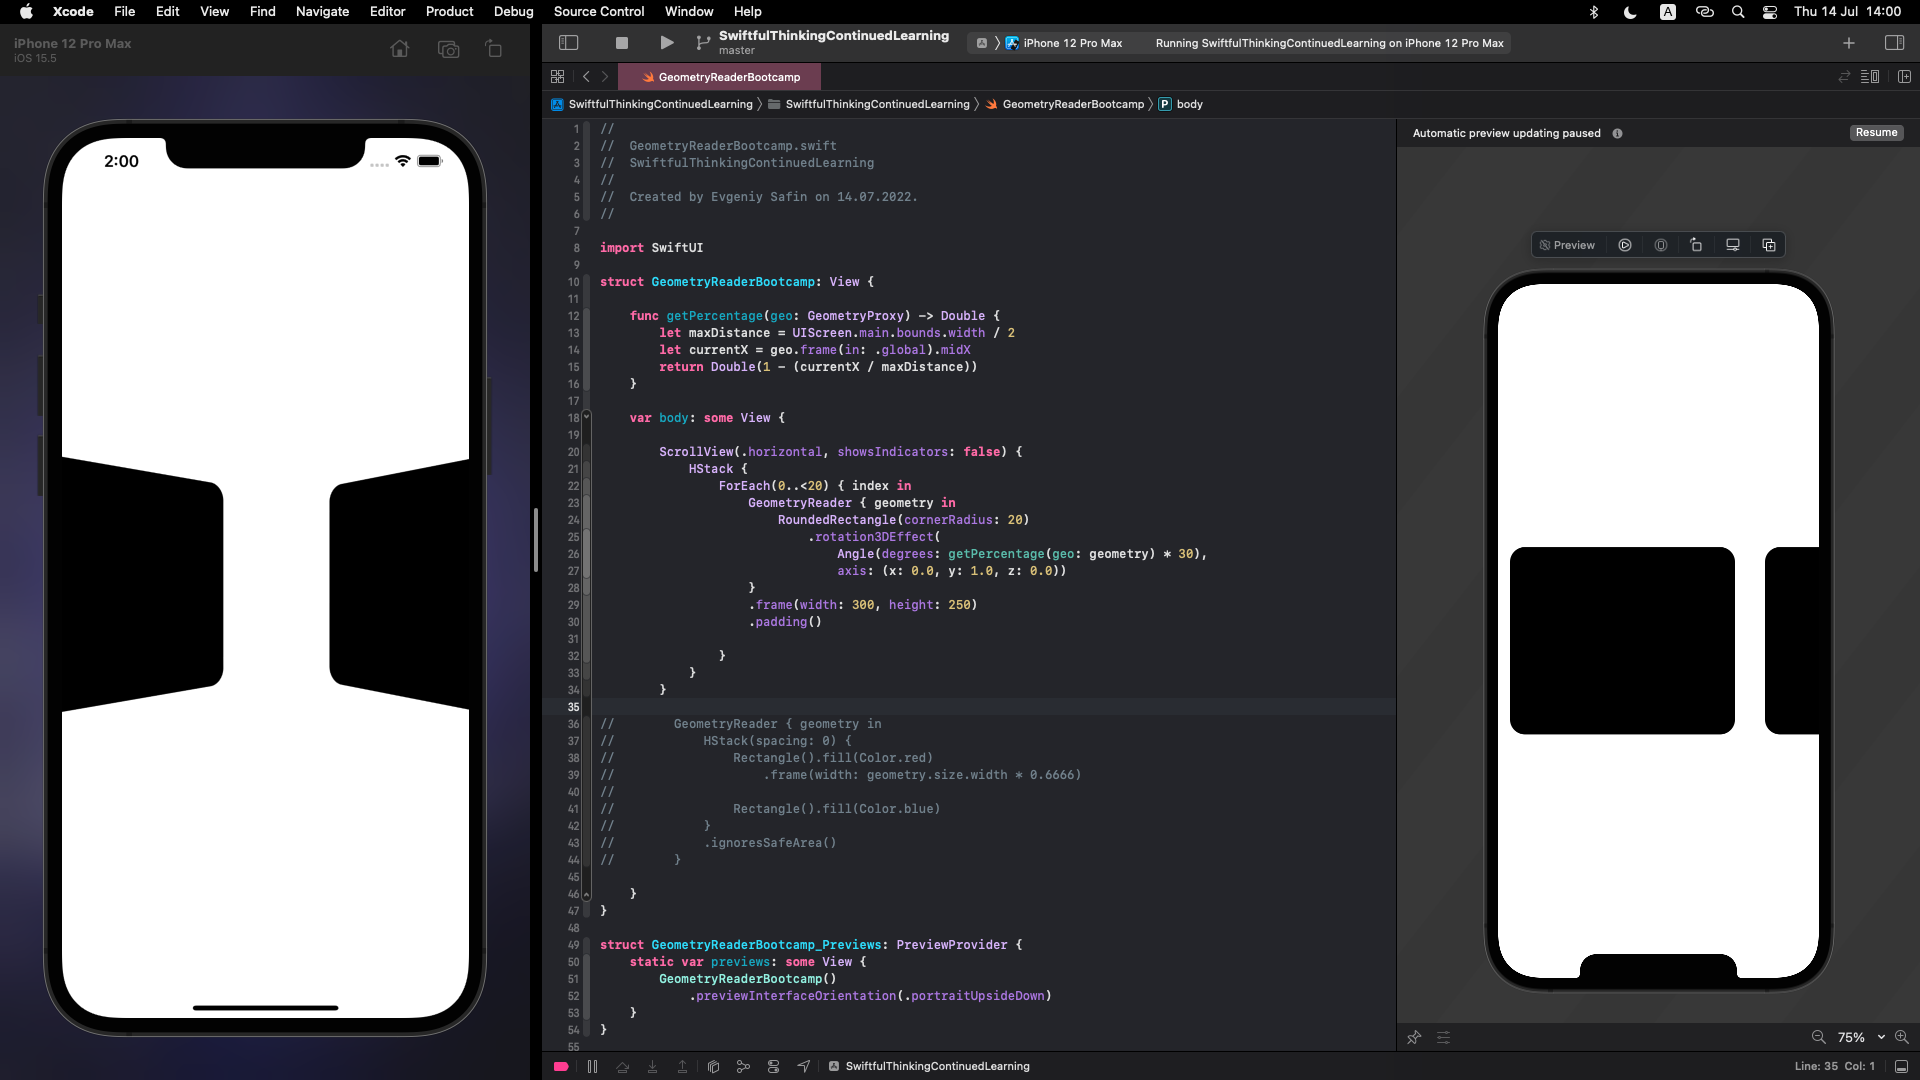 Xcode File Edit View Find Navigate Editor Product Debug Source Control Window Help A Thu 14 Jul 14:00
iPhone 12 Pro Max
iOS 15.5
2:00
SwiftfulThinkingContinuedLearning
master
iPhone 12 Pro Max Running SwiftfulThinkingContinuedLearning on iPhone 12 Pro Max
GeometryReaderBootcamp
SwiftfulThinkingContinuedLearning SwiftfulThinkingContinuedLearning GeometryReaderBootcamp P body
1 //
2 //  GeometryReaderBootcamp.swift
3 //  SwiftfulThinkingContinuedLearning
4 //
5 //  Created by Evgeniy Safin on 14.07.2022.
6 //
7
8 import SwiftUI
9
10 struct GeometryReaderBootcamp: View {
11
12     func getPercentage(geo: GeometryProxy) -> Double {
13         let maxDistance = UIScreen.main.bounds.width / 2
14         let currentX = geo.frame(in: .global).midX
15         return Double(1 - (currentX / maxDistance))
16     }
17
18     var body: some View {
19
20         ScrollView(.horizontal, showsIndicators: false) {
21             HStack {
22                 ForEach(0..<20) { index in
23                     GeometryReader { geometry in
24                         RoundedRectangle(cornerRadius: 20)
25                             .rotation3DEffect(
26                                 Angle(degrees: getPercentage(geo: geometry) * 30),
27                                 axis: (x: 0.0, y: 1.0, z: 0.0))
28                     }
29                     .frame(width: 300, height: 250)
30                     .padding()
31
32                 }
33             }
34         }
35
36 //        GeometryReader { geometry in
37 //            HStack(spacing: 0) {
38 //                Rectangle().fill(Color.red)
39 //                    .frame(width: geometry.size.width * 0.6666)
40 //
41 //                Rectangle().fill(Color.blue)
42 //            }
43 //            .ignoresSafeArea()
44 //        }
45
46     }
47 }
48
49 struct GeometryReaderBootcamp_Previews: PreviewProvider {
50     static var previews: some View {
51         GeometryReaderBootcamp()
52             .previewInterfaceOrientation(.portraitUpsideDown)
53     }
54 }
55
Automatic preview updating paused Resume
Preview
75%
SwiftfulThinkingContinuedLearning
Line: 35 Col: 1